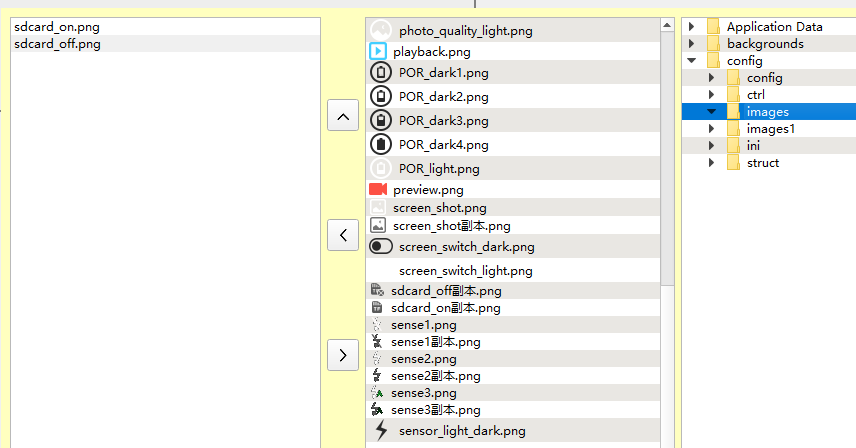 sdcard_on.png
sdcard_off.png
photo_quality_light.png
playback.png
POR_dark1.png
POR_dark2.png
POR_dark3.png
POR_dark4.png
POR_light.png
preview.png
screen_shot.png
screen_shot副本.png
screen_switch_dark.png
screen_switch_light.png
sdcard_off副本.png
sdcard_on副本.png
sense1.png
sense1副本.png
sense2.png
sense2副本.png
sense3.png
sense3副本.png
sensor_light_dark.png
Application Data
backgrounds
config
config
ctrl
images
images1
ini
struct